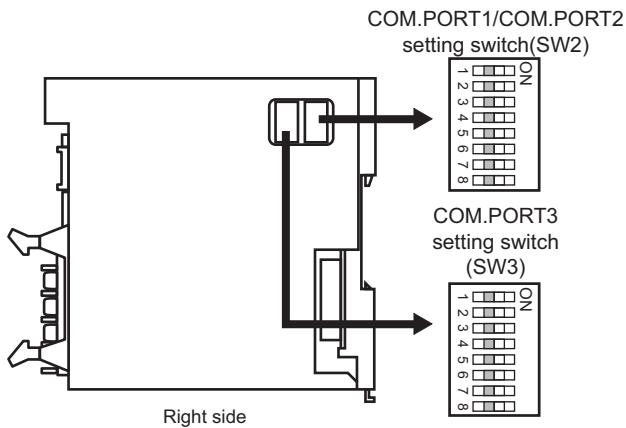 COM.PORT1/COM.PORT2
setting switch(SW2)
ON
1
2
3
4
5
6
7
8
COM.PORT3
setting switch
(SW3)
ON
1
2
3
4
5
6
7
8
Right side